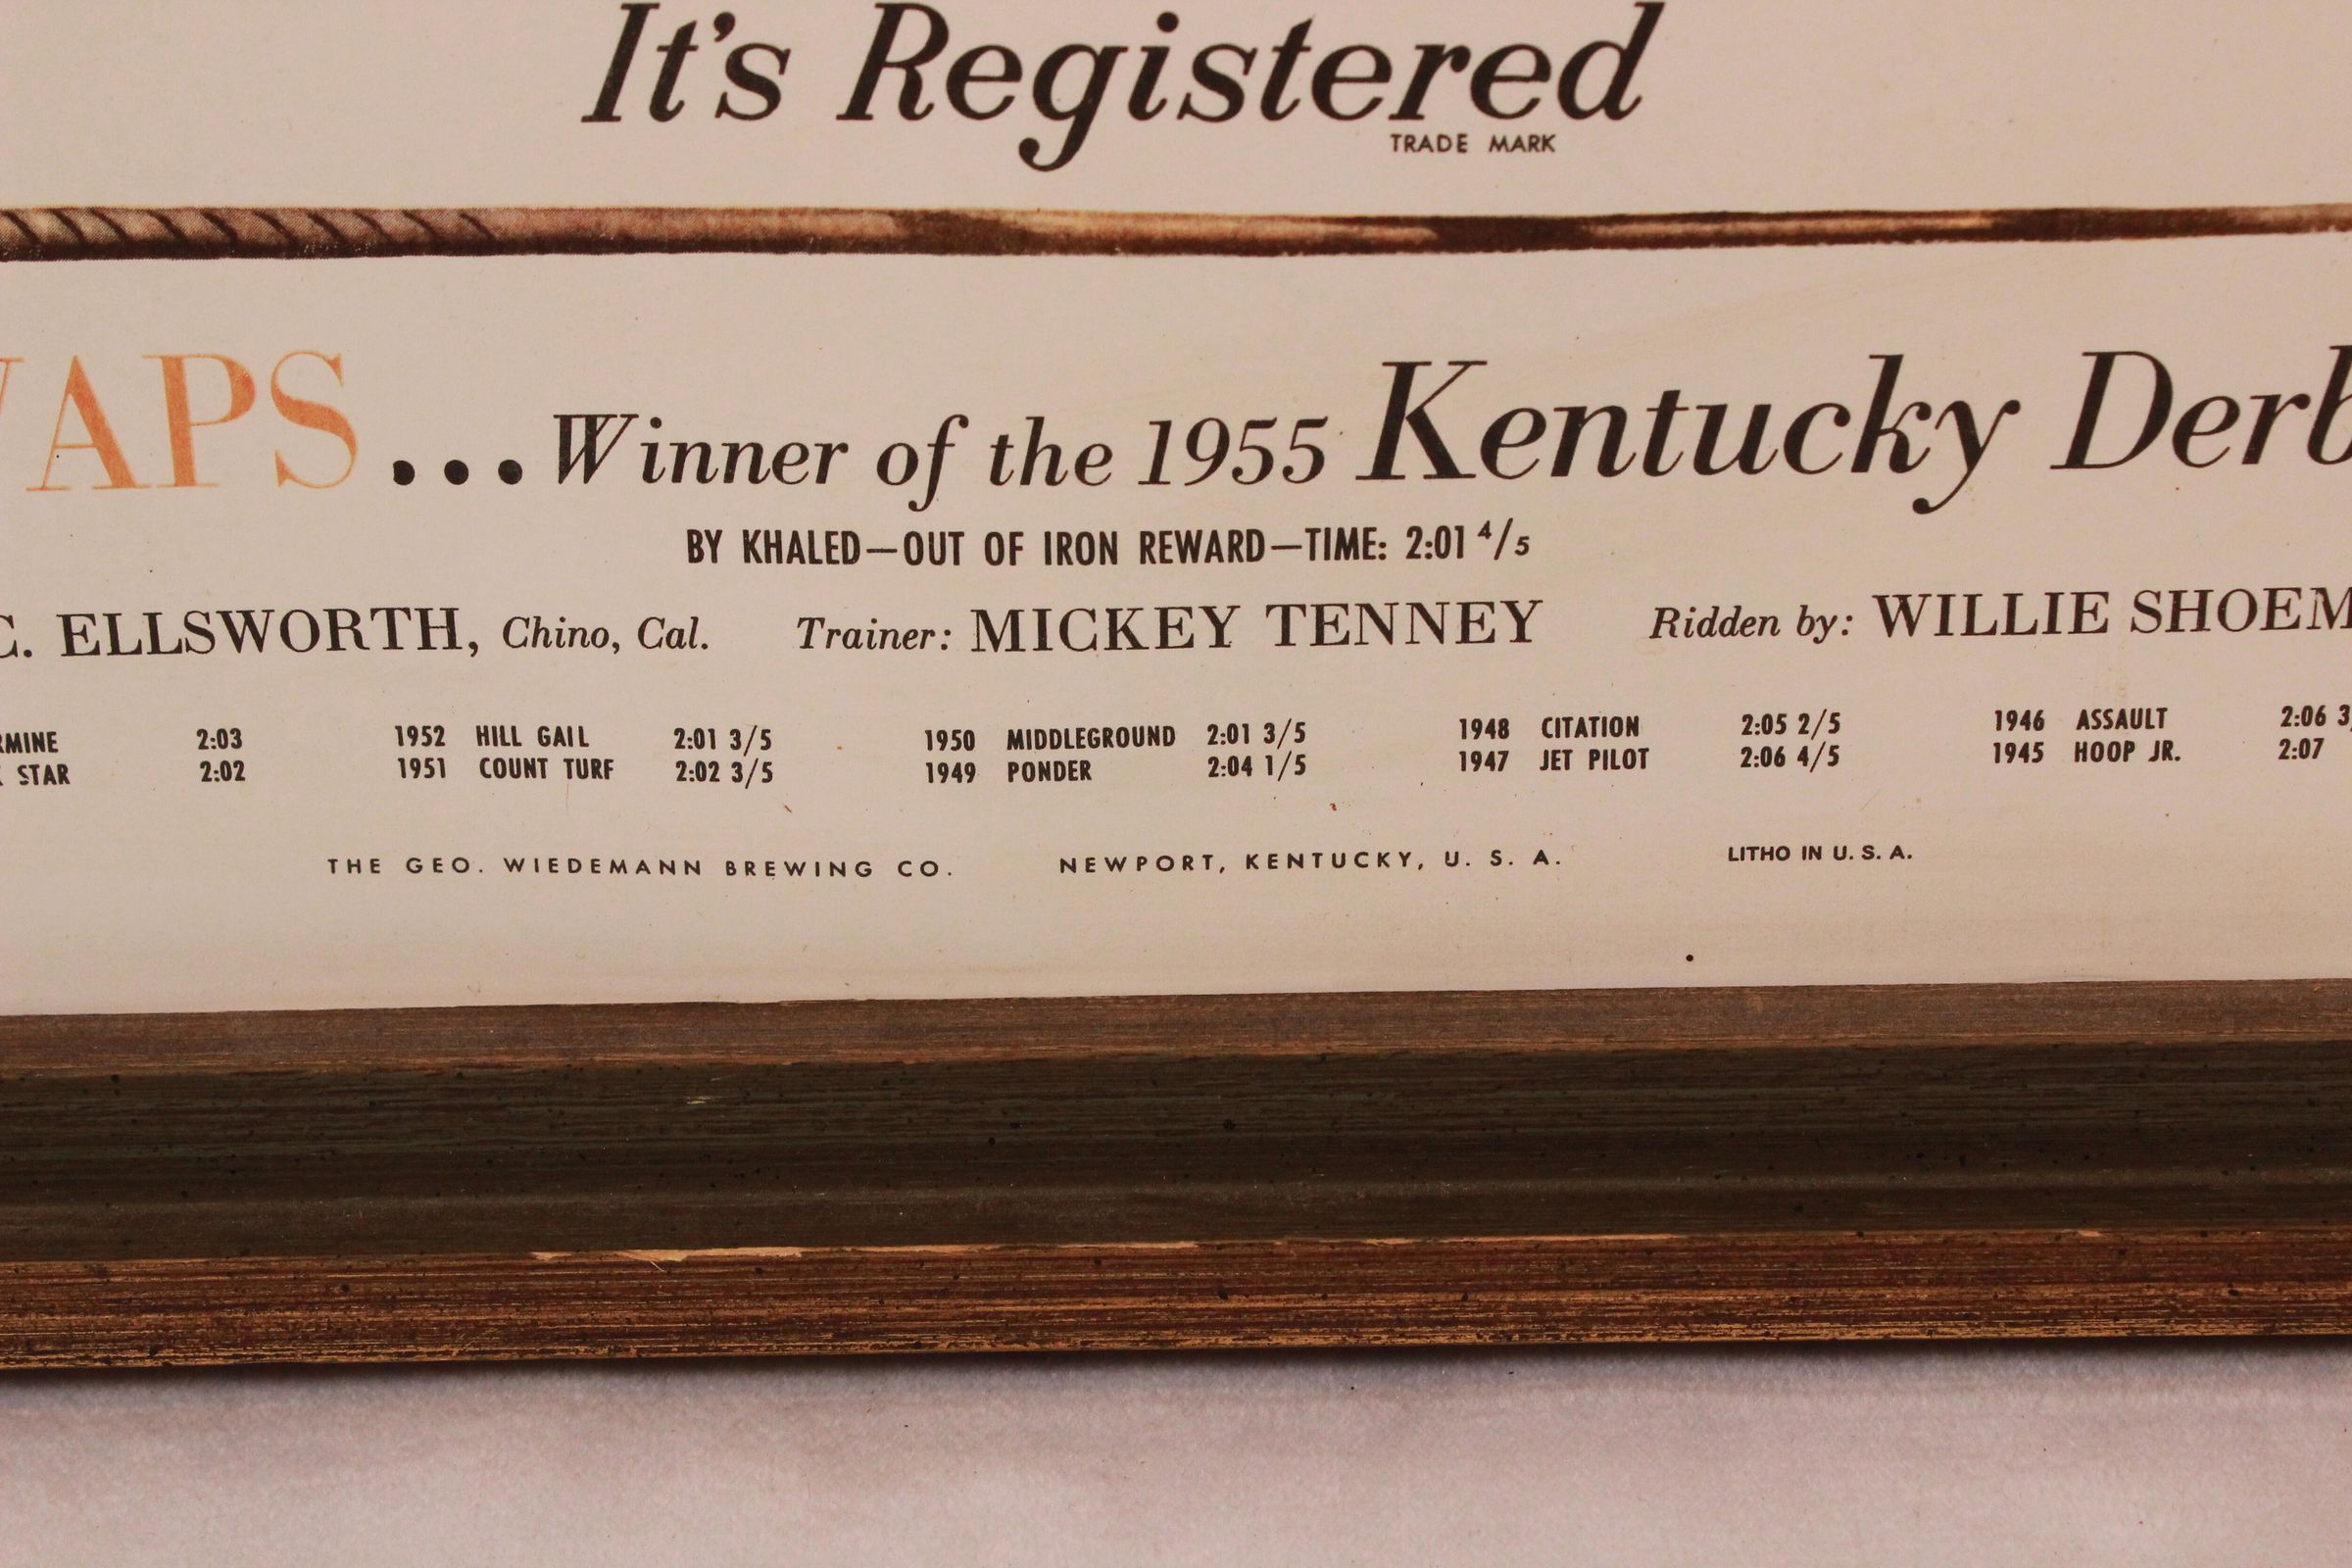 It's Registered
TRADE MARK
APS...Winner of the 1955 Kentucky Derb
BY KHALED—OUT OF IRON REWARD—TIME: 2:01 4/5
C. ELLSWORTH, Chino, Cal. Trainer: MICKEY TENNEY Ridden by: WILLIE SHOEM
RMINE 2:03 1952 HILL GAIL 2:01 3/5 1950 MIDDLEGROUND 2:01 3/5 1948 CITATION 2:05 2/5 1946 ASSAULT 2:06 3/
STAR 2:02 1951 COUNT TURF 2:02 3/5 1949 PONDER 2:04 1/5 1947 JET PILOT 2:06 4/5 1945 HOOP JR. 2:07
THE GEO. WIEDEMANN BREWING CO. NEWPORT, KENTUCKY, U. S. A. LITHO IN U. S. A.